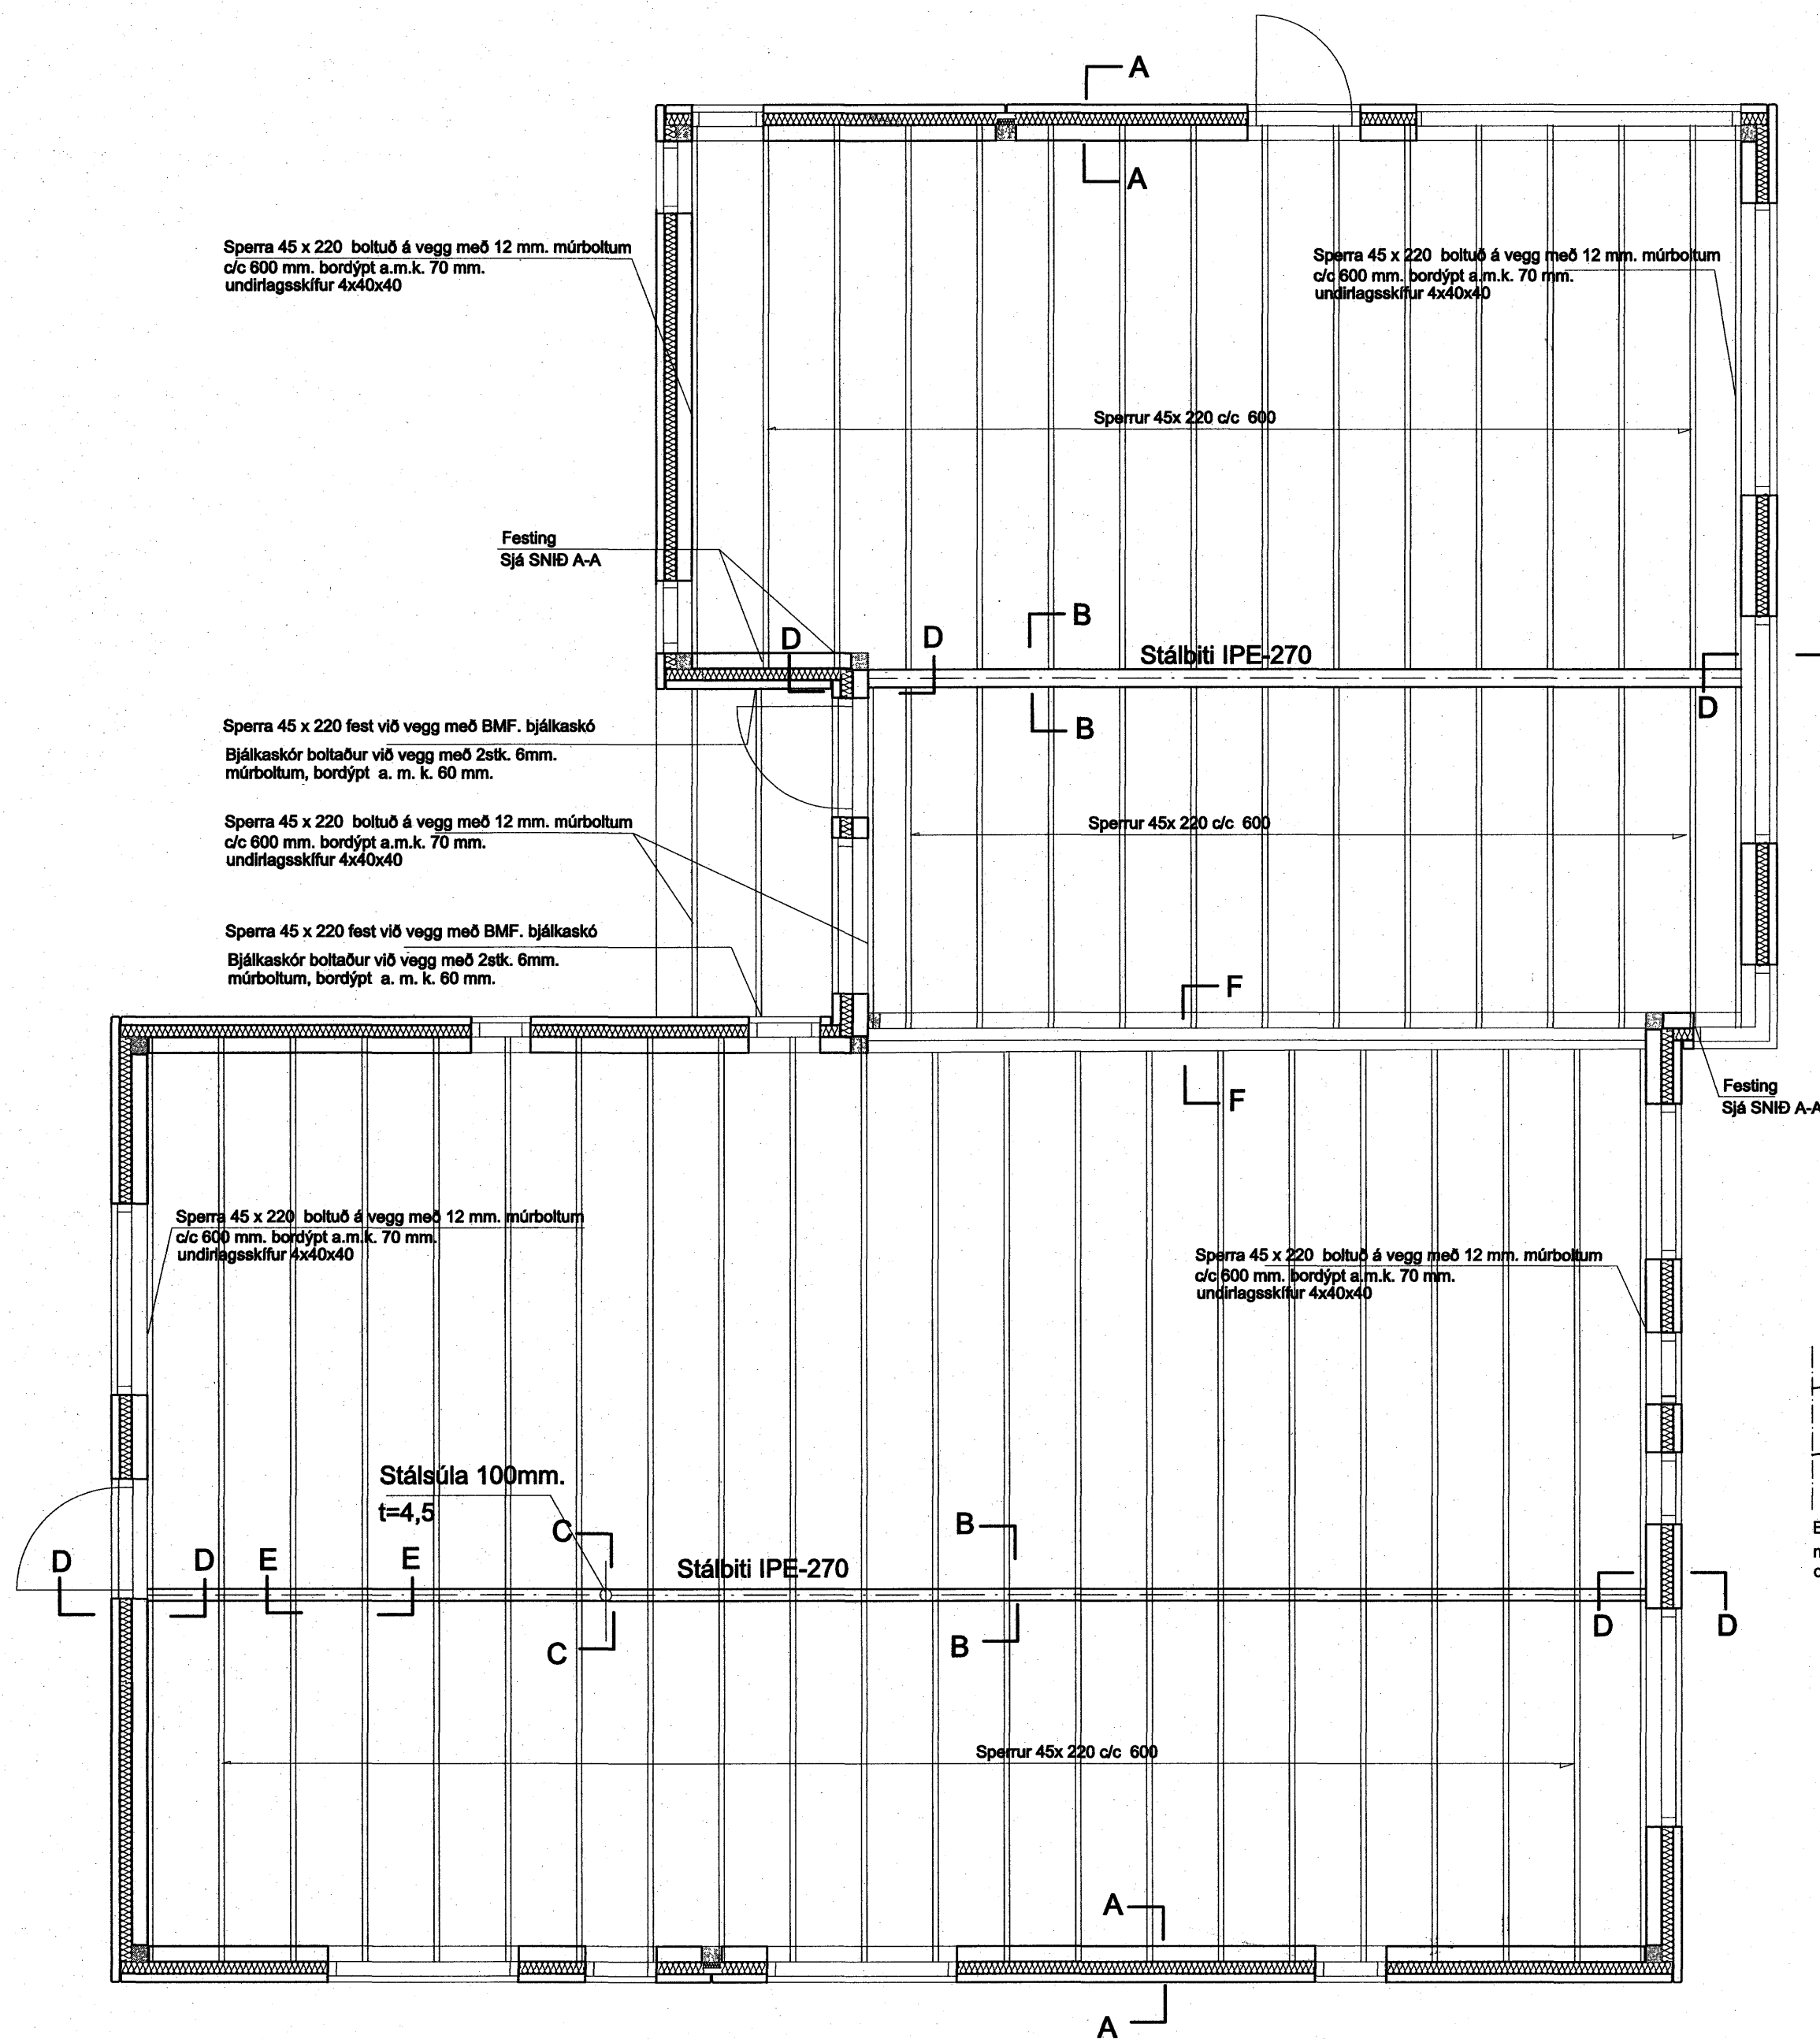 A
A
Sperra 45 x 220 boltuð á vegg með 12 mm. múrboltum
c/c 600 mm. bordýpt a.m.k. 70 mm.
undirlagsskífur 4x40x40
Sperra 45 x 220 boltuð á vegg með 12 mm. múrboltum
c/c 600 mm. bordýpt a.m.k. 70 mm.
undirlagsskífur 4x40x40
Sperrur 45x 220 c/c 600
Festing
Sjá SNIÐ A-A
D
D
B
Stálbiti IPE-270
D
B
Sperra 45 x 220 fest við vegg með BMF. bjálkaskó
Bjálkaskór boltaður við vegg með 2stk. 6mm.
múrboltum, bordýpt a. m. k. 60 mm.
Sperra 45 x 220 boltuð á vegg með 12 mm. múrboltum
c/c 600 mm. bordýpt a.m.k. 70 mm.
undirlagsskífur 4x40x40
Sperrur 45x 220 c/c 600
Sperra 45 x 220 fest við vegg með BMF. bjálkaskó
Bjálkaskór boltaður við vegg með 2stk. 6mm.
múrboltum, bordýpt a. m. k. 60 mm.
F
F
Festing
Sjá SNIÐ A-A
Sperra 45 x 220 boltuð á vegg með 12 mm. múrboltum
c/c 600 mm. bordýpt a.m.k. 70 mm.
undirlagsskífur 4x40x40
Sperra 45 x 220 boltuð á vegg með 12 mm. múrboltum
c/c 600 mm. bordýpt a.m.k. 70 mm.
undirlagsskífur 4x40x40
Stálsúla 100mm.
t=4,5
C
B
D
D
E
E
Stálbiti IPE-270
C
B
D
D
Sperrur 45x 220 c/c 600
A
A